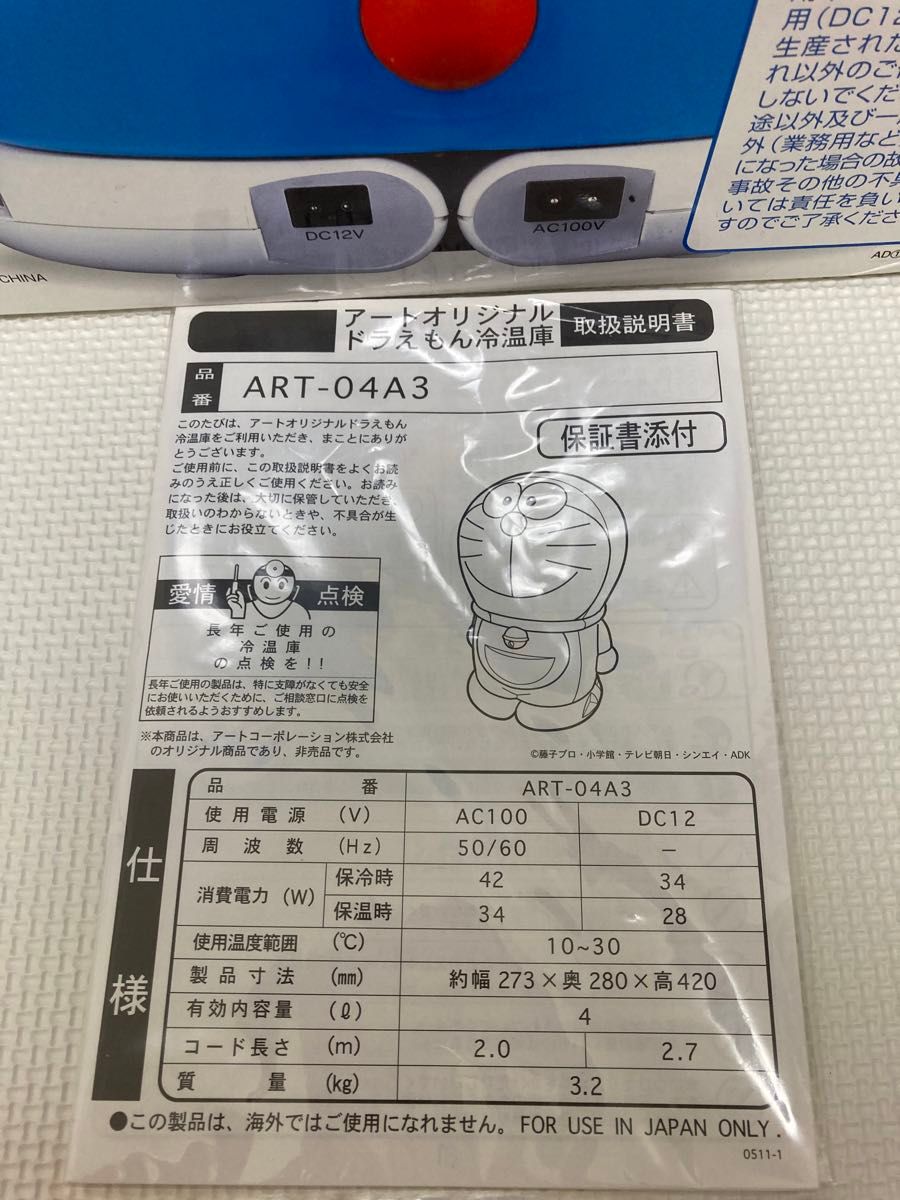 用(DC12
生産された
れ以外のご
しないでくだ
途以外及び一
外(業務用など
になった場合の故
事故その他の不具
いては責任を負い
すのでご了承くださ
DC12V
AC100V
CHINA
アートオリジナル
ドラえもん冷温庫
取扱説明書
品番
ART-04A3
このたびは、アートオリジナルドラえもん
冷温庫をご利用いただき、まことにありが
とうございます。
ご使用前に、この取扱説明書をよくお読
みのうえ正しくご使用ください。お読み
になった後は、大切に保管していただき、
取扱いのわからないときや、不具合が生
じたときにお役立てください。
保証書添付
愛情 点検
長年ご使用の
冷温庫
の点検を!!
長年ご使用の製品は、特に支障がなくても安全
にお使いいただくために、ご相談窓口に点検を
依頼されるようおすすめします。
※本商品は、アートコーポレーション株式会社
のオリジナル商品であり、非売品です。
©藤子プロ・小学館・テレビ朝日・シンエイ・ADK
仕様
品番 ART-04A3
使用電源 (V) AC100 DC12
周波数 (Hz) 50/60 −
消費電力 (W) 保冷時 42 34
保温時 34 28
使用温度範囲 (℃) 10~30
製品寸法 (㎜) 約幅273×奥280×高420
有効内容量 (ℓ) 4
コード長さ (m) 2.0 2.7
質量 (kg) 3.2
●この製品は、海外ではご使用になれません。FOR USE IN JAPAN ONLY.
0511-1